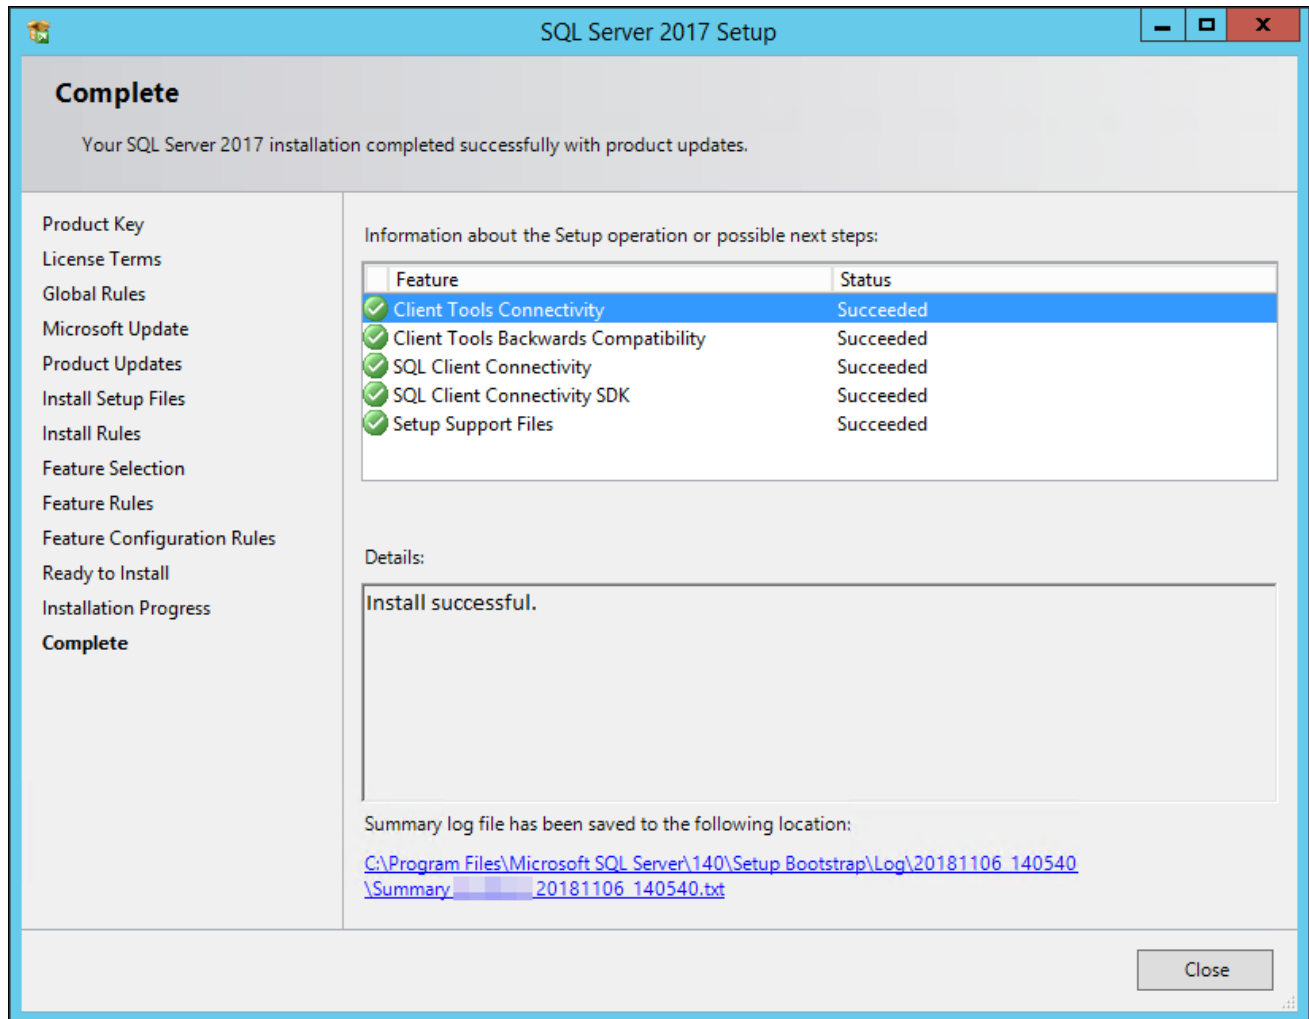 SQL Server 2017 Setup
Complete
Your SQL Server 2017 installation completed successfully with product updates.
Product Key
License Terms
Global Rules
Microsoft Update
Product Updates
Install Setup Files
Install Rules
Feature Selection
Feature Rules
Feature Configuration Rules
Ready to Install
Installation Progress
Complete
Information about the Setup operation or possible next steps:
Feature Status
Client Tools Connectivity Succeeded
Client Tools Backwards Compatibility Succeeded
SQL Client Connectivity Succeeded
SQL Client Connectivity SDK Succeeded
Setup Support Files Succeeded
Details:
Install successful.
Summary log file has been saved to the following location:
C:\Program Files\Microsoft SQL Server\140\Setup Bootstrap\Log\20181106_140540
\Summary_ _20181106_140540.txt
Close